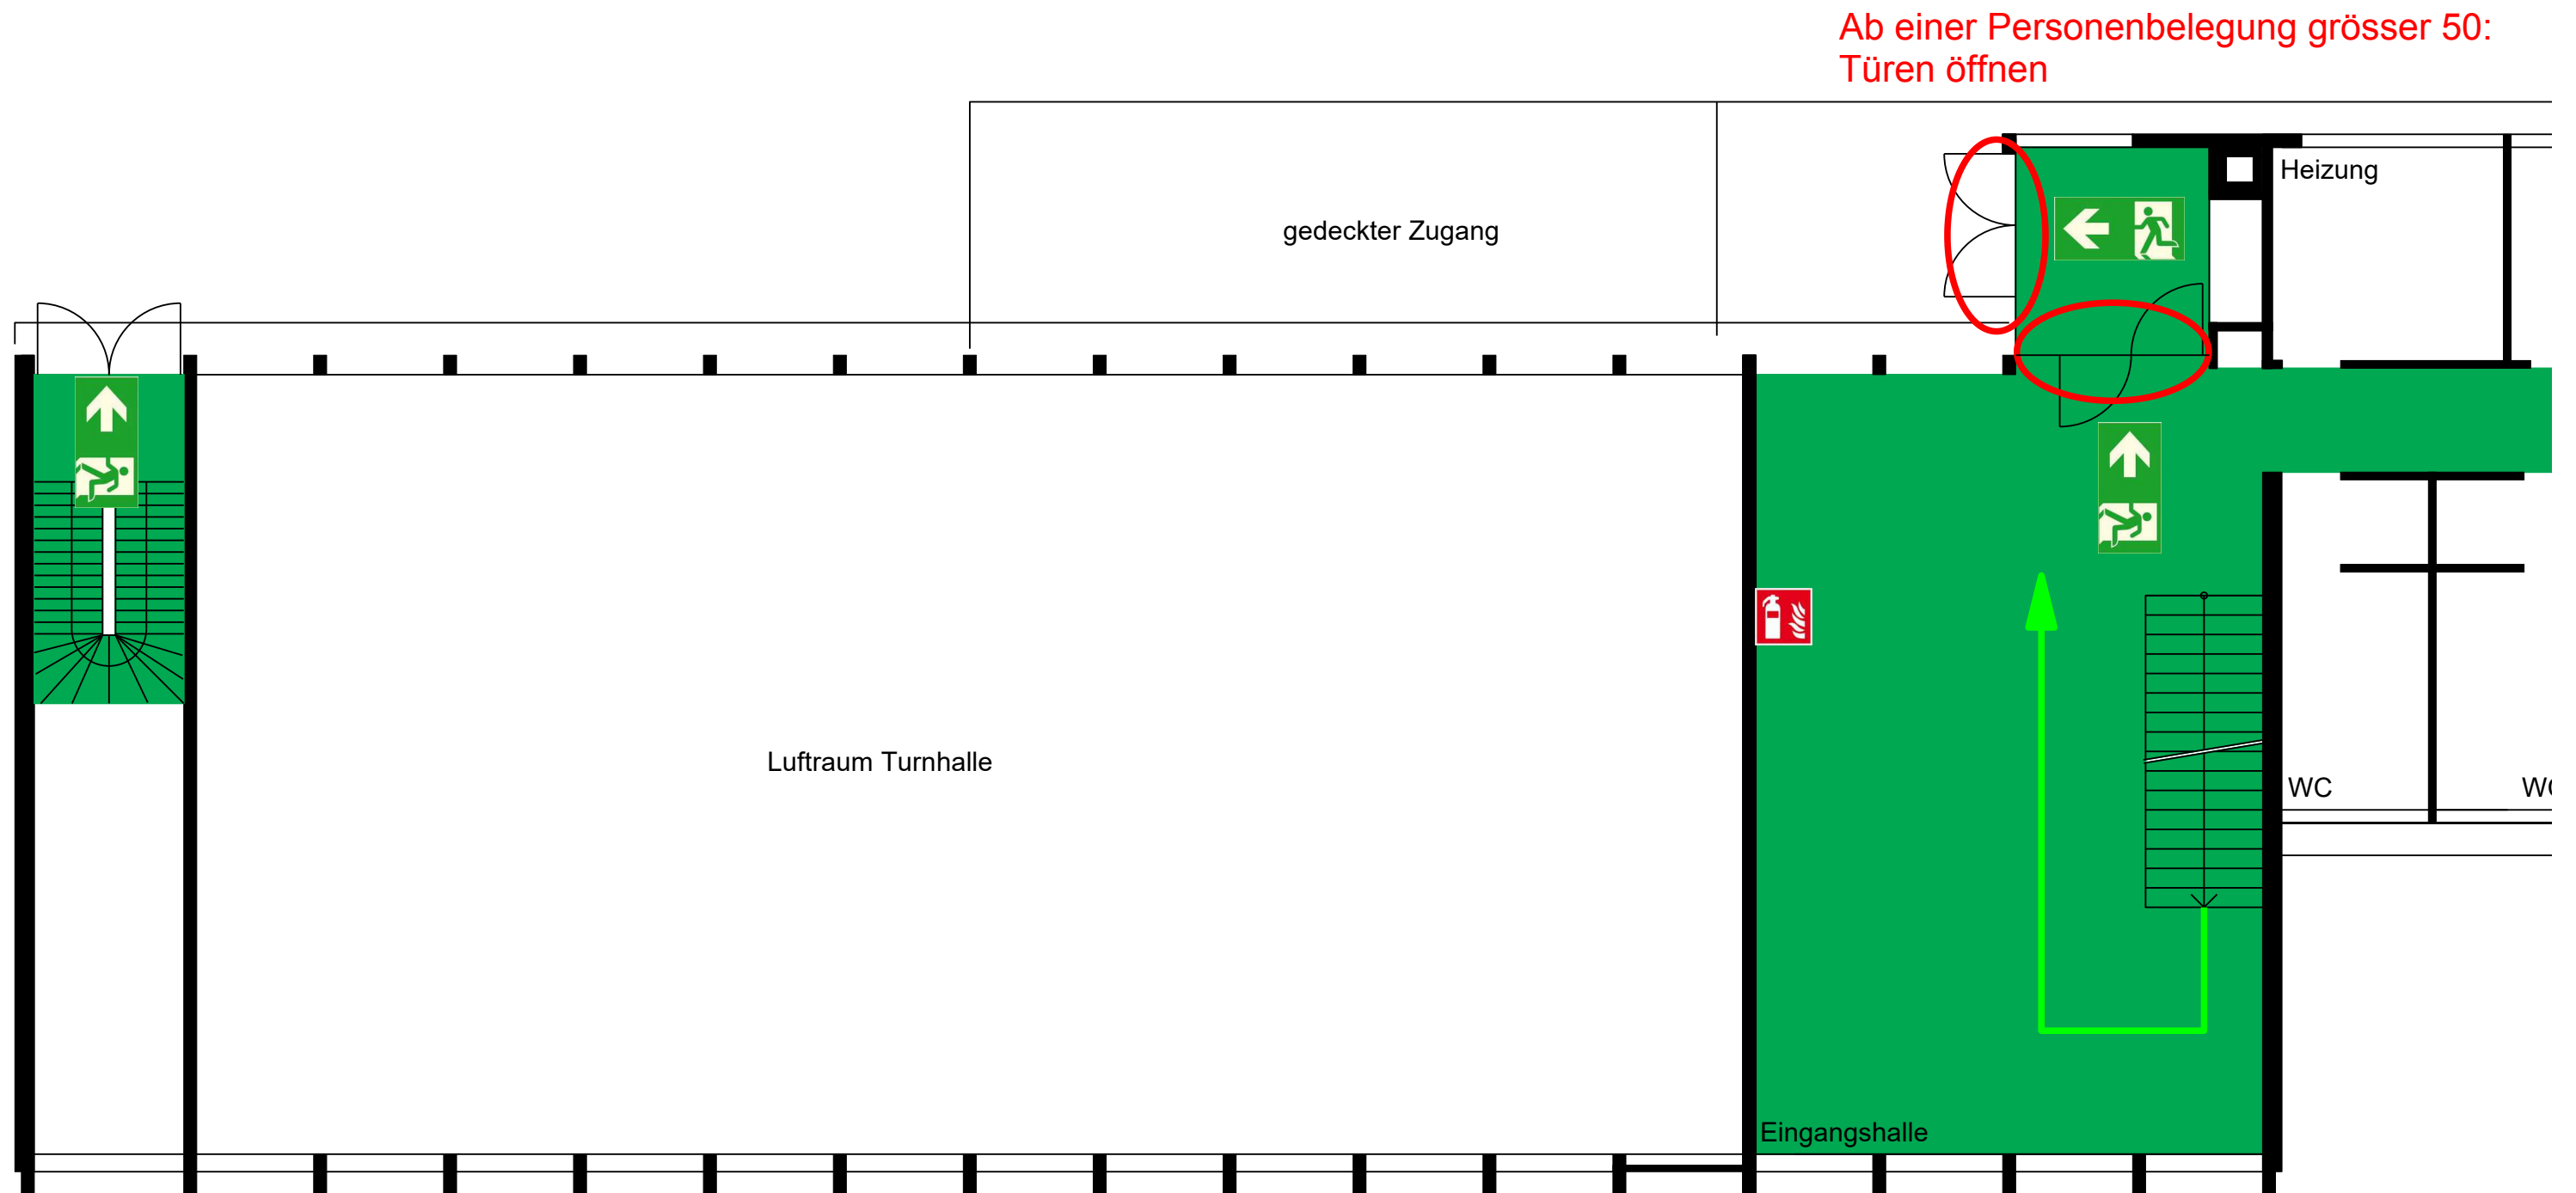 Ab einer Personenbelegung grösser 50:
Türen öffnen
Heizung
gedeckter Zugang
Luftraum Turnhalle
WC
Eingangshalle